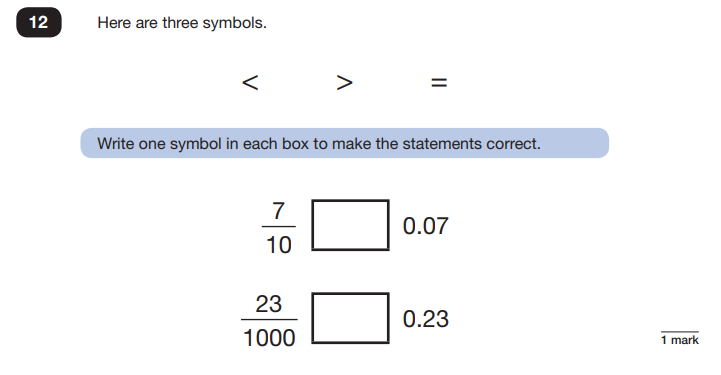 12 Here are three symbols.
< > =
Write one symbol in each box to make the statements correct.
7
10
0.07
23
1000
0.23
1 mark